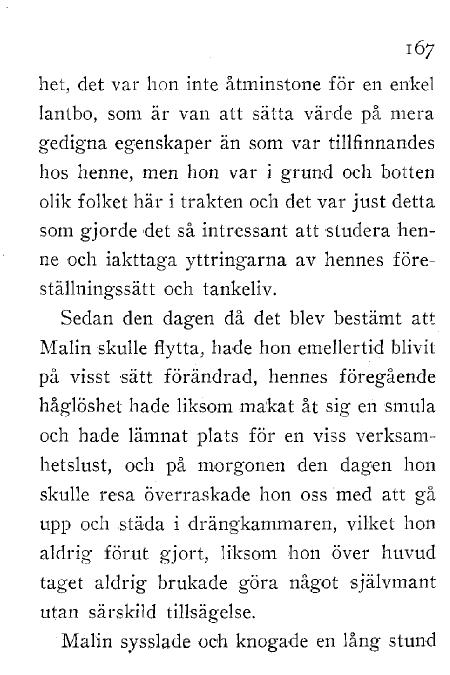 167
het, det var hon inte åtminstone för en enkel
lantbo, som är van att sätta värde på mera
gedigna egenskaper än som var tillfinnandes
hos henne, men hon var i grund och botten
olik folket här i trakten och det var just detta
som gjorde det så intressant att studera hen-
ne och iakttaga yttringarna av hennes före-
ställningssätt och tankeliv.
Sedan den dagen då det blev bestämt att
Malin skulle flytta, hade hon emellertid blivit
på visst sätt förändrad, hennes föregående
håglöshet hade liksom makat åt sig en smula
och hade lämnat plats för en viss verksam-
hetslust, och på morgonen den dagen hon
skulle resa överraskade hon oss med att gå
upp och städa i drängkammaren, vilket hon
aldrig förut gjort, liksom hon över huvud
taget aldrig brukade göra något självmant
utan särskild tillsägelse.
Malin sysslade och knogade en lång stund